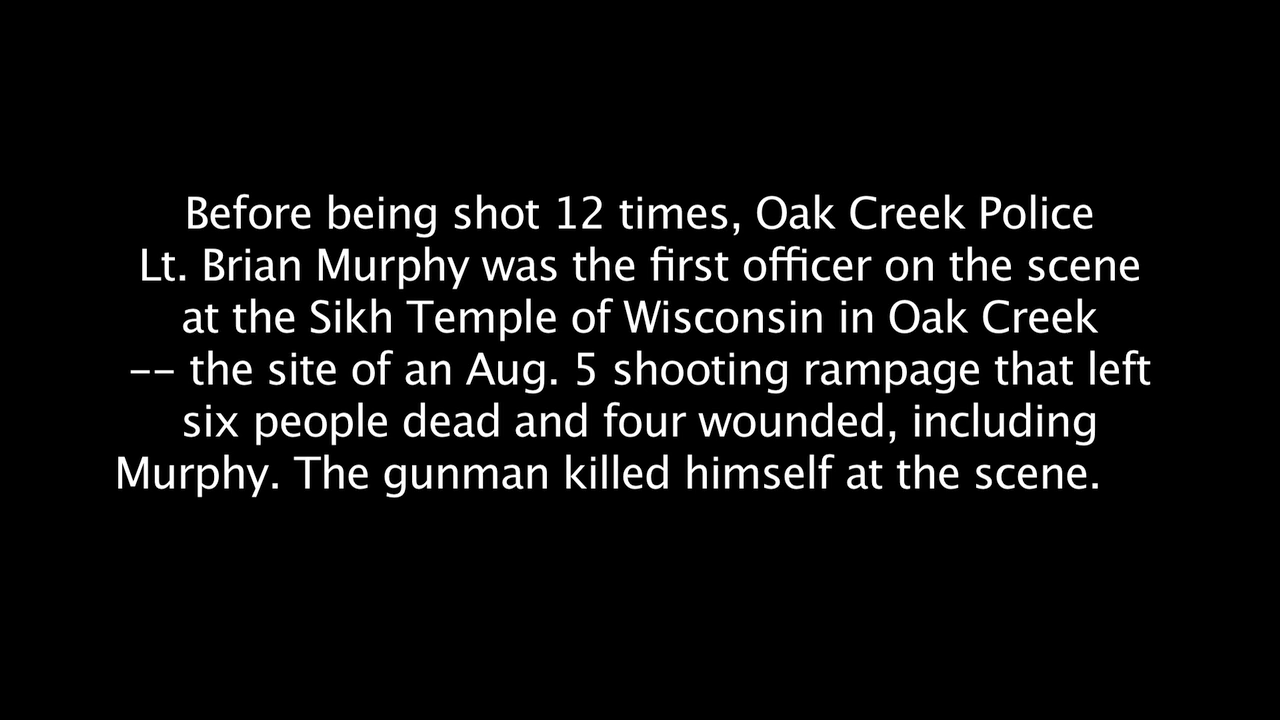 Before being shot 12 times, Oak Creek Police
Lt. Brian Murphy was the first officer on the scene
at the Sikh Temple of Wisconsin in Oak Creek
-- the site of an Aug. 5 shooting rampage that left
six people dead and four wounded, including
Murphy. The gunman killed himself at the scene.